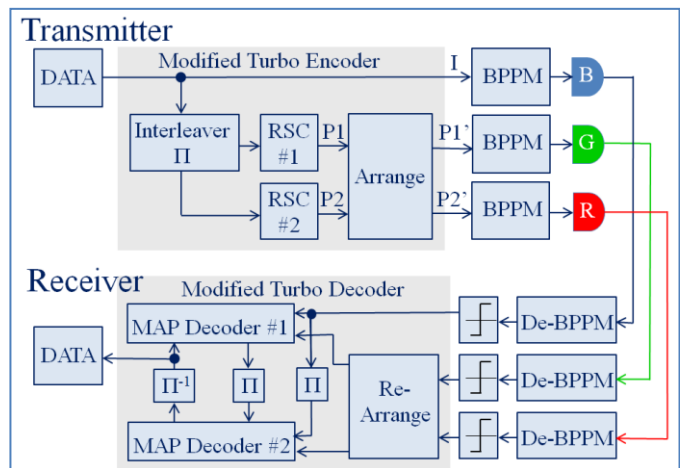 Transmitter
Modified Turbo Encoder
DATA
I
BPPM
B
Interleaver
Π
RSC
#1
P1
Arrange
P1’
BPPM
G
RSC
#2
P2
P2’
BPPM
R
Receiver
Modified Turbo Decoder
MAP Decoder #1
De-BPPM
DATA
Π-1
Π
Π
Re-
Arrange
De-BPPM
MAP Decoder #2
De-BPPM